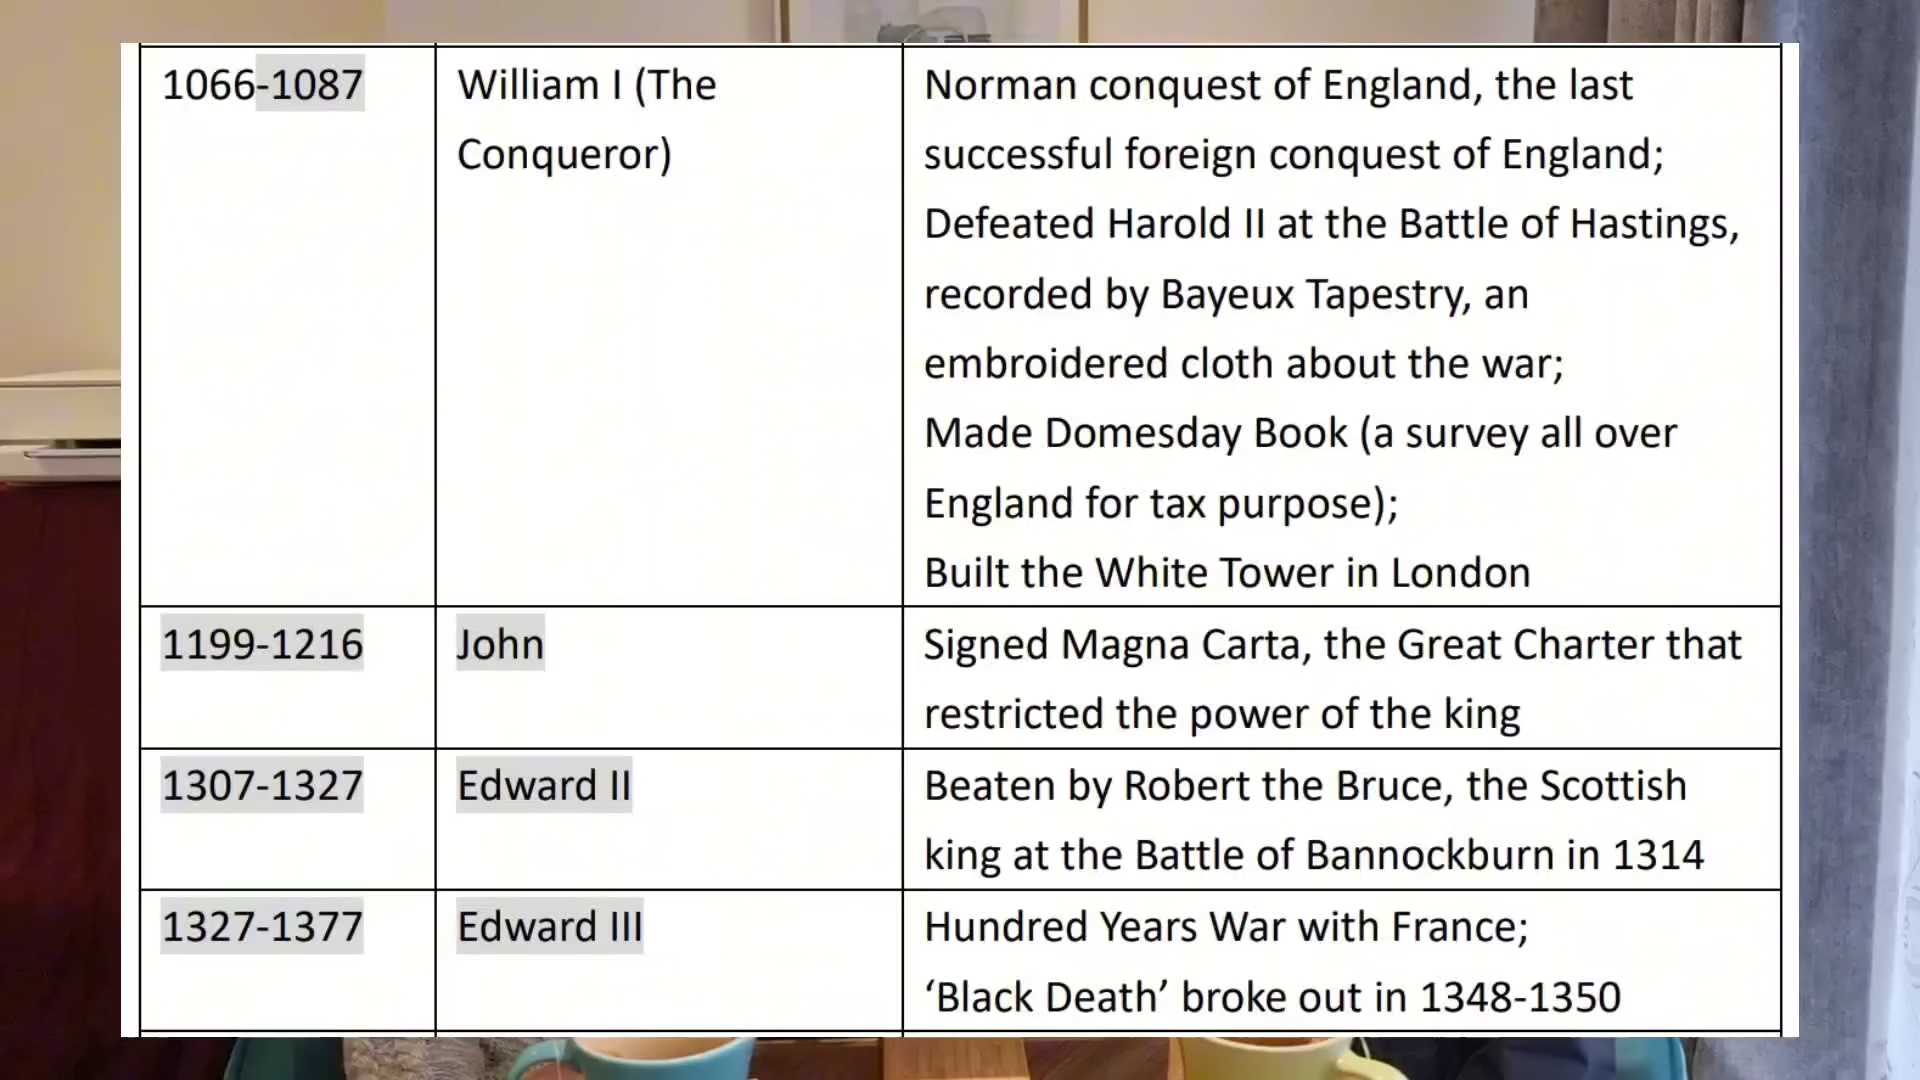 1066-1087
William I (The
Conqueror)
Norman conquest of England, the last
successful foreign conquest of England;
Defeated Harold II at the Battle of Hastings,
recorded by Bayeux Tapestry, an
embroidered cloth about the war;
Made Domesday Book (a survey all over
England for tax purpose);
Built the White Tower in London
1199-1216
John
Signed Magna Carta, the Great Charter that
restricted the power of the king
1307-1327
Edward II
Beaten by Robert the Bruce, the Scottish
king at the Battle of Bannockburn in 1314
1327-1377
Edward III
Hundred Years War with France;
‘Black Death’ broke out in 1348-1350